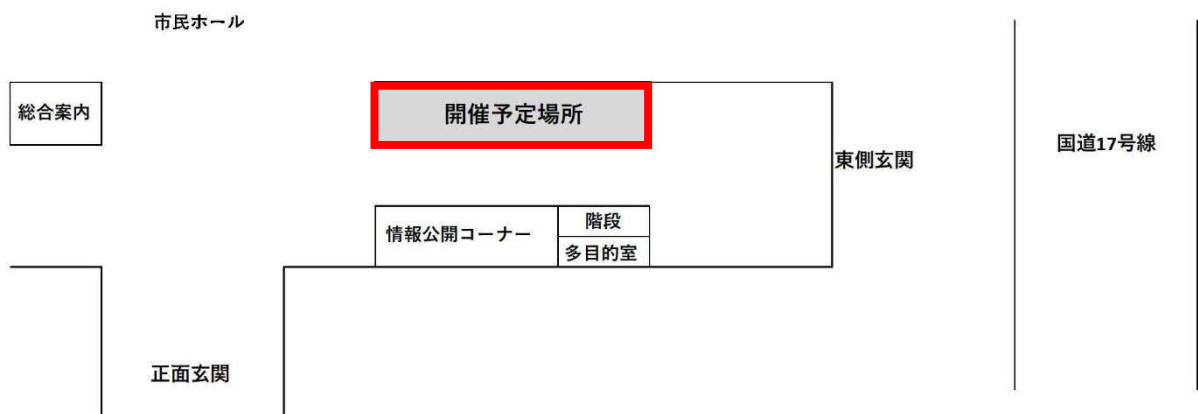 市民ホール
総合案内
開催予定場所
国道17号線
東側玄関
階段
情報公開コーナー
多目的室
正面玄関